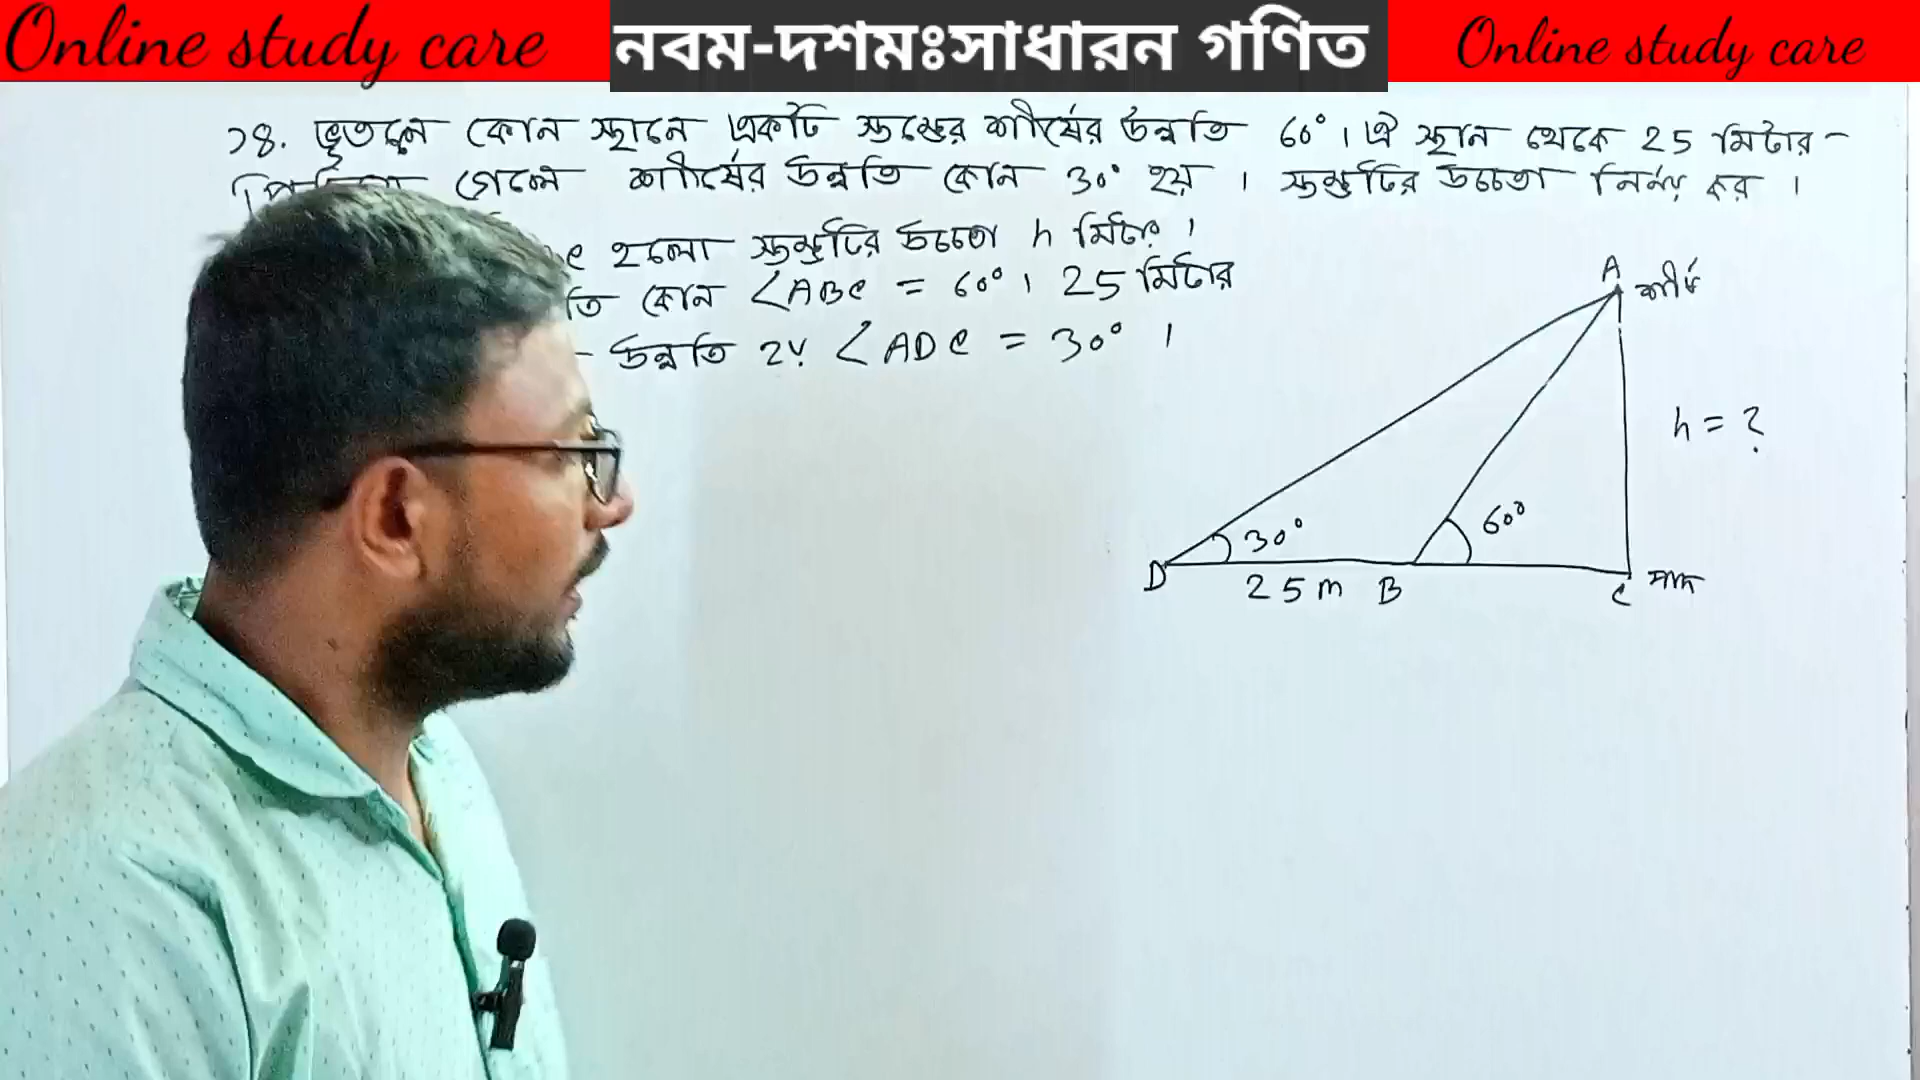 Online study care
নবম-দশমঃসাধারন গণিত
Online study care
১৪. ভূতলে কোন স্থানে একটি স্তম্ভের শীর্ষের উন্নতি 60°। ঐ স্থান থেকে 25 মিটার -
গেলে শীর্ষের উন্নতি কোন 30° হয় । স্তম্ভটির উচ্চতা নির্নয় কর ।
হলো স্তম্ভটির উচ্চতা h মিটার ।
তি কোন ∠ABC = 60° । 25 মিটার
- উন্নতি হয় ∠ADC = 30° ।
A শীর্ষ
h = ?
30°
60°
D 25 m B C পাদ